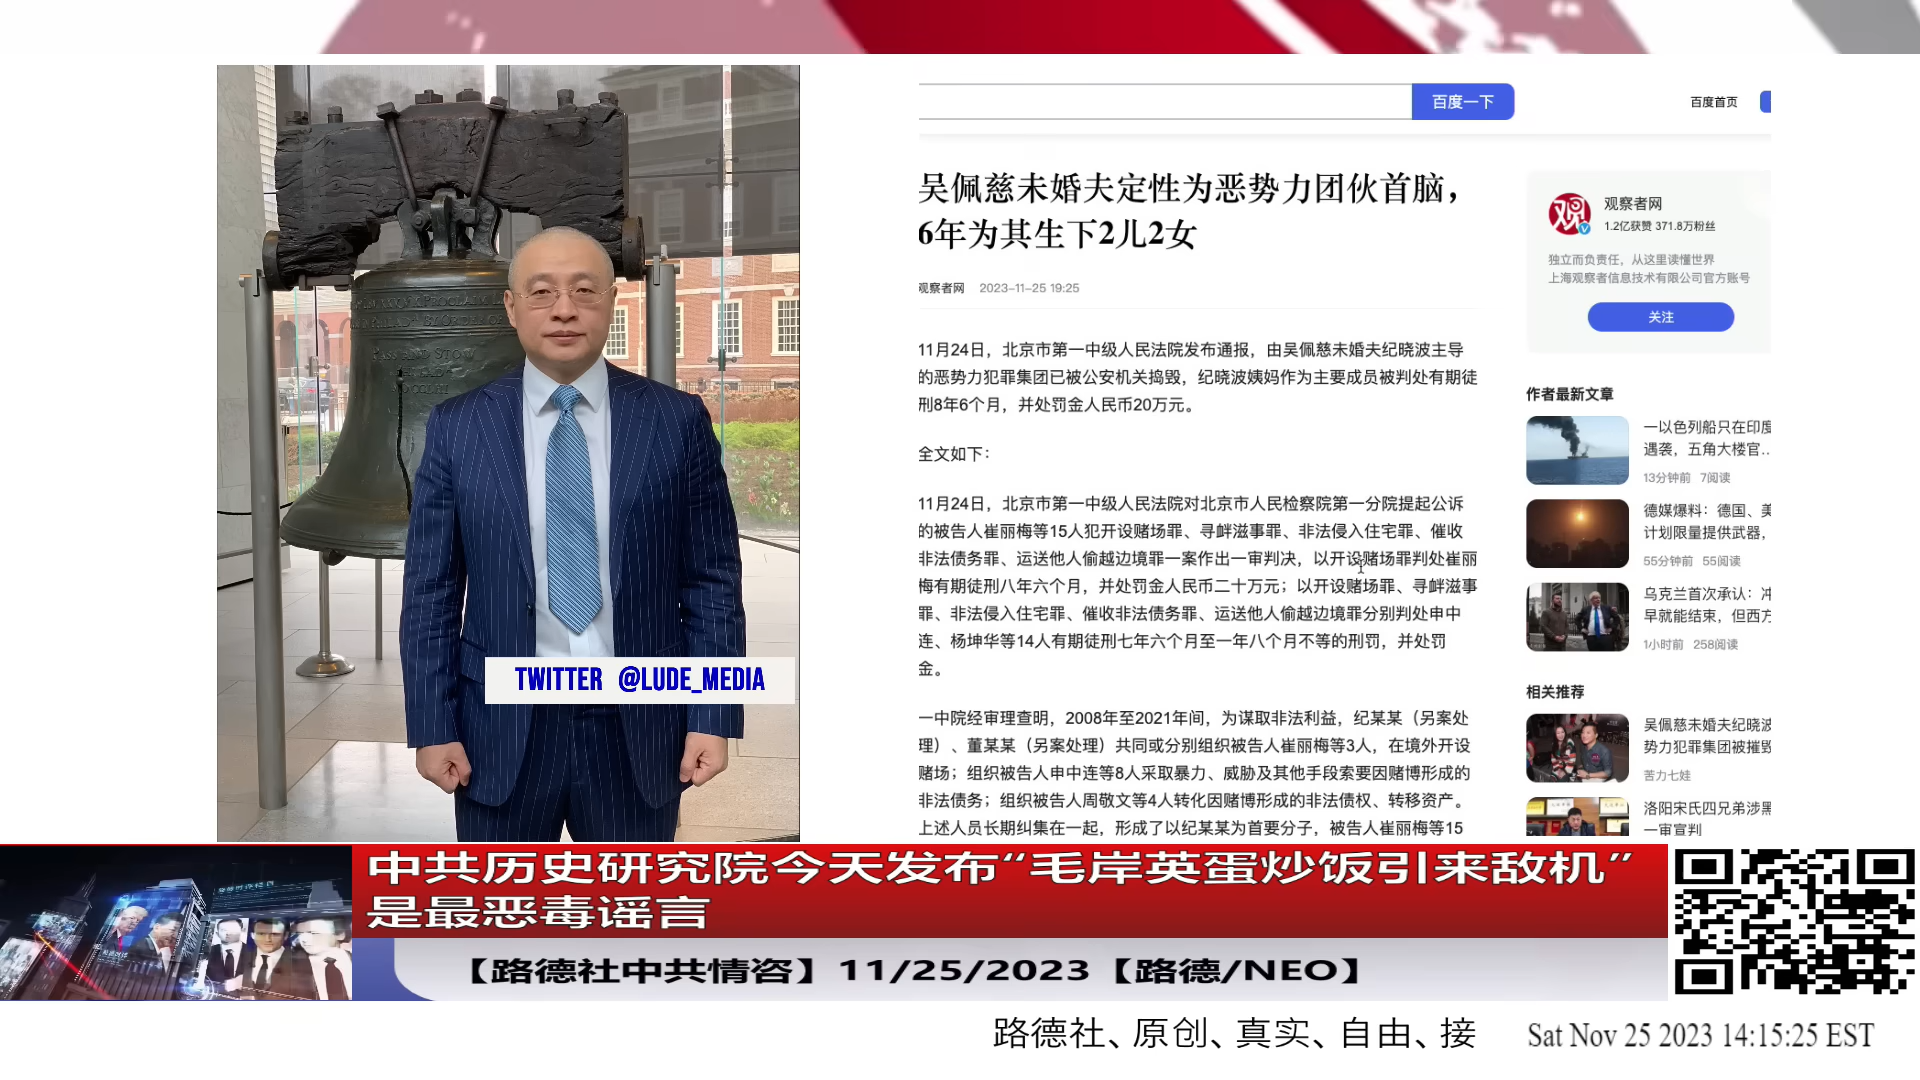 百度一下
百度首页
吴佩慈未婚夫定性为恶势力团伙首脑，
6年为其生下2儿2女
观察者网 2023-11-25 19:25
11月24日，北京市第一中级人民法院发布通报，由吴佩慈未婚夫纪晓波主导
的恶势力犯罪集团已被公安机关捣毁，纪晓波姨妈作为主要成员被判处有期徒
刑8年6个月，并处罚金人民币20万元。
全文如下：
11月24日，北京市第一中级人民法院对北京市人民检察院第一分院提起公诉
的被告人崔丽梅等15人犯开设赌场罪、寻衅滋事罪、非法侵入住宅罪、催收
非法债务罪、运送他人偷越边境罪一案作出一审判决，以开设赌场罪判处崔丽
梅有期徒刑八年六个月，并处罚金人民币二十万元；以开设赌场罪、寻衅滋事
罪、非法侵入住宅罪、催收非法债务罪、运送他人偷越边境罪分别判处申中
连、杨坤华等14人有期徒刑七年六个月至一年八个月不等的刑罚，并处罚
金。
一中院经审理查明，2008年至2021年间，为谋取非法利益，纪某某（另案处
理）、董某某（另案处理）共同或分别组织被告人崔丽梅等3人，在境外开设
赌场；组织被告人申中连等8人采取暴力、威胁及其他手段索要因赌博形成的
非法债务；组织被告人周敬文等4人转化因赌博形成的非法债权、转移资产。
上述人员长期纠集在一起，形成了以纪某某为首要分子，被告人崔丽梅等15
观
观察者网
1.2亿获赞 371.8万粉丝
独立而负责任，从这里读懂世界
上海观察者信息技术有限公司官方账号
关注
作者最新文章
一以色列船只在印度
遇袭，五角大楼官...
13分钟前 7阅读
德媒爆料：德国、美
计划限量提供武器，
55分钟前 55阅读
乌克兰首次承认：冲
早就能结束，但西方
1小时前 258阅读
相关推荐
吴佩慈未婚夫纪晓波
势力犯罪集团被摧毁
苦力七娃
洛阳宋氏四兄弟涉黑
一审宣判
PASS AND STOW
TWITTER @LUDE_MEDIA
中共历史研究院今天发布“毛岸英蛋炒饭引来敌机”
是最恶毒谣言
【路德社中共情咨】11/25/2023【路德/NEO】
路德社、原创、真实、自由、接
Sat Nov 25 2023 14:15:25 EST